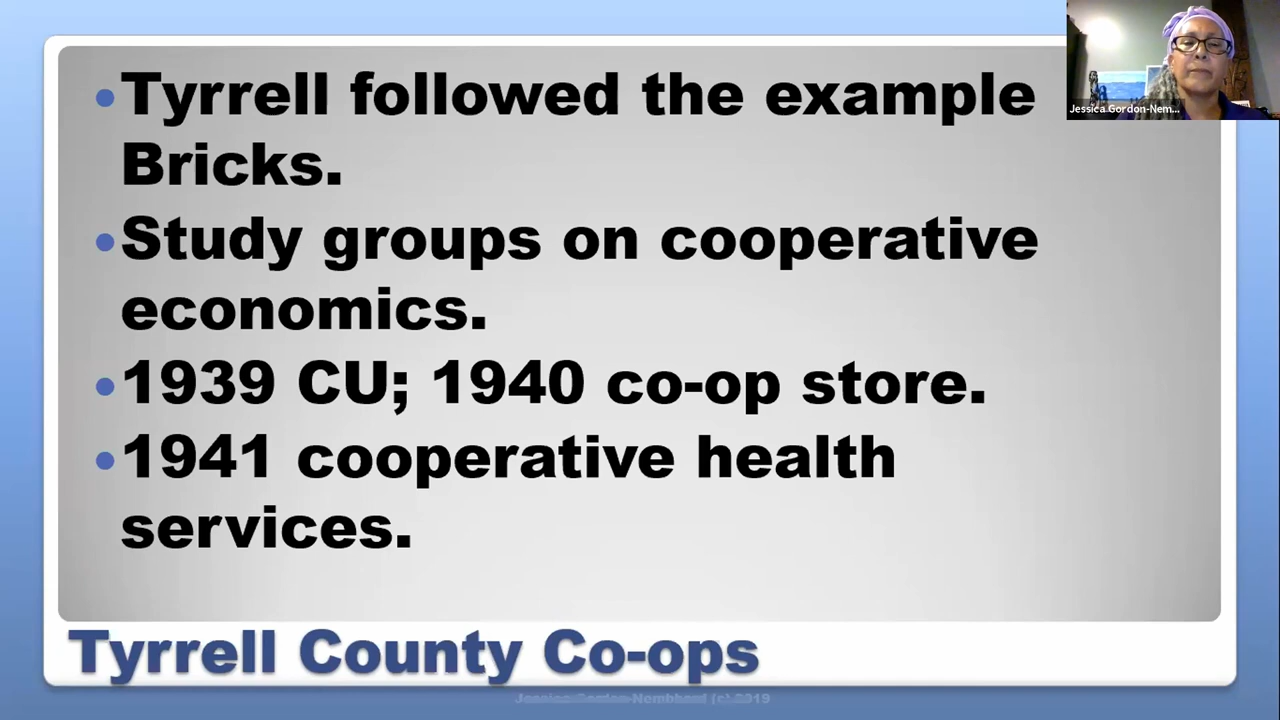 Tyrrell followed the example
Bricks.
Study groups on cooperative
economics.
1939 CU; 1940 co-op store.
1941 cooperative health
services.
Tyrrell County Co-ops
Jessica Gordon-Nembhard (c) 2019
Jessica Gordon-Nem...